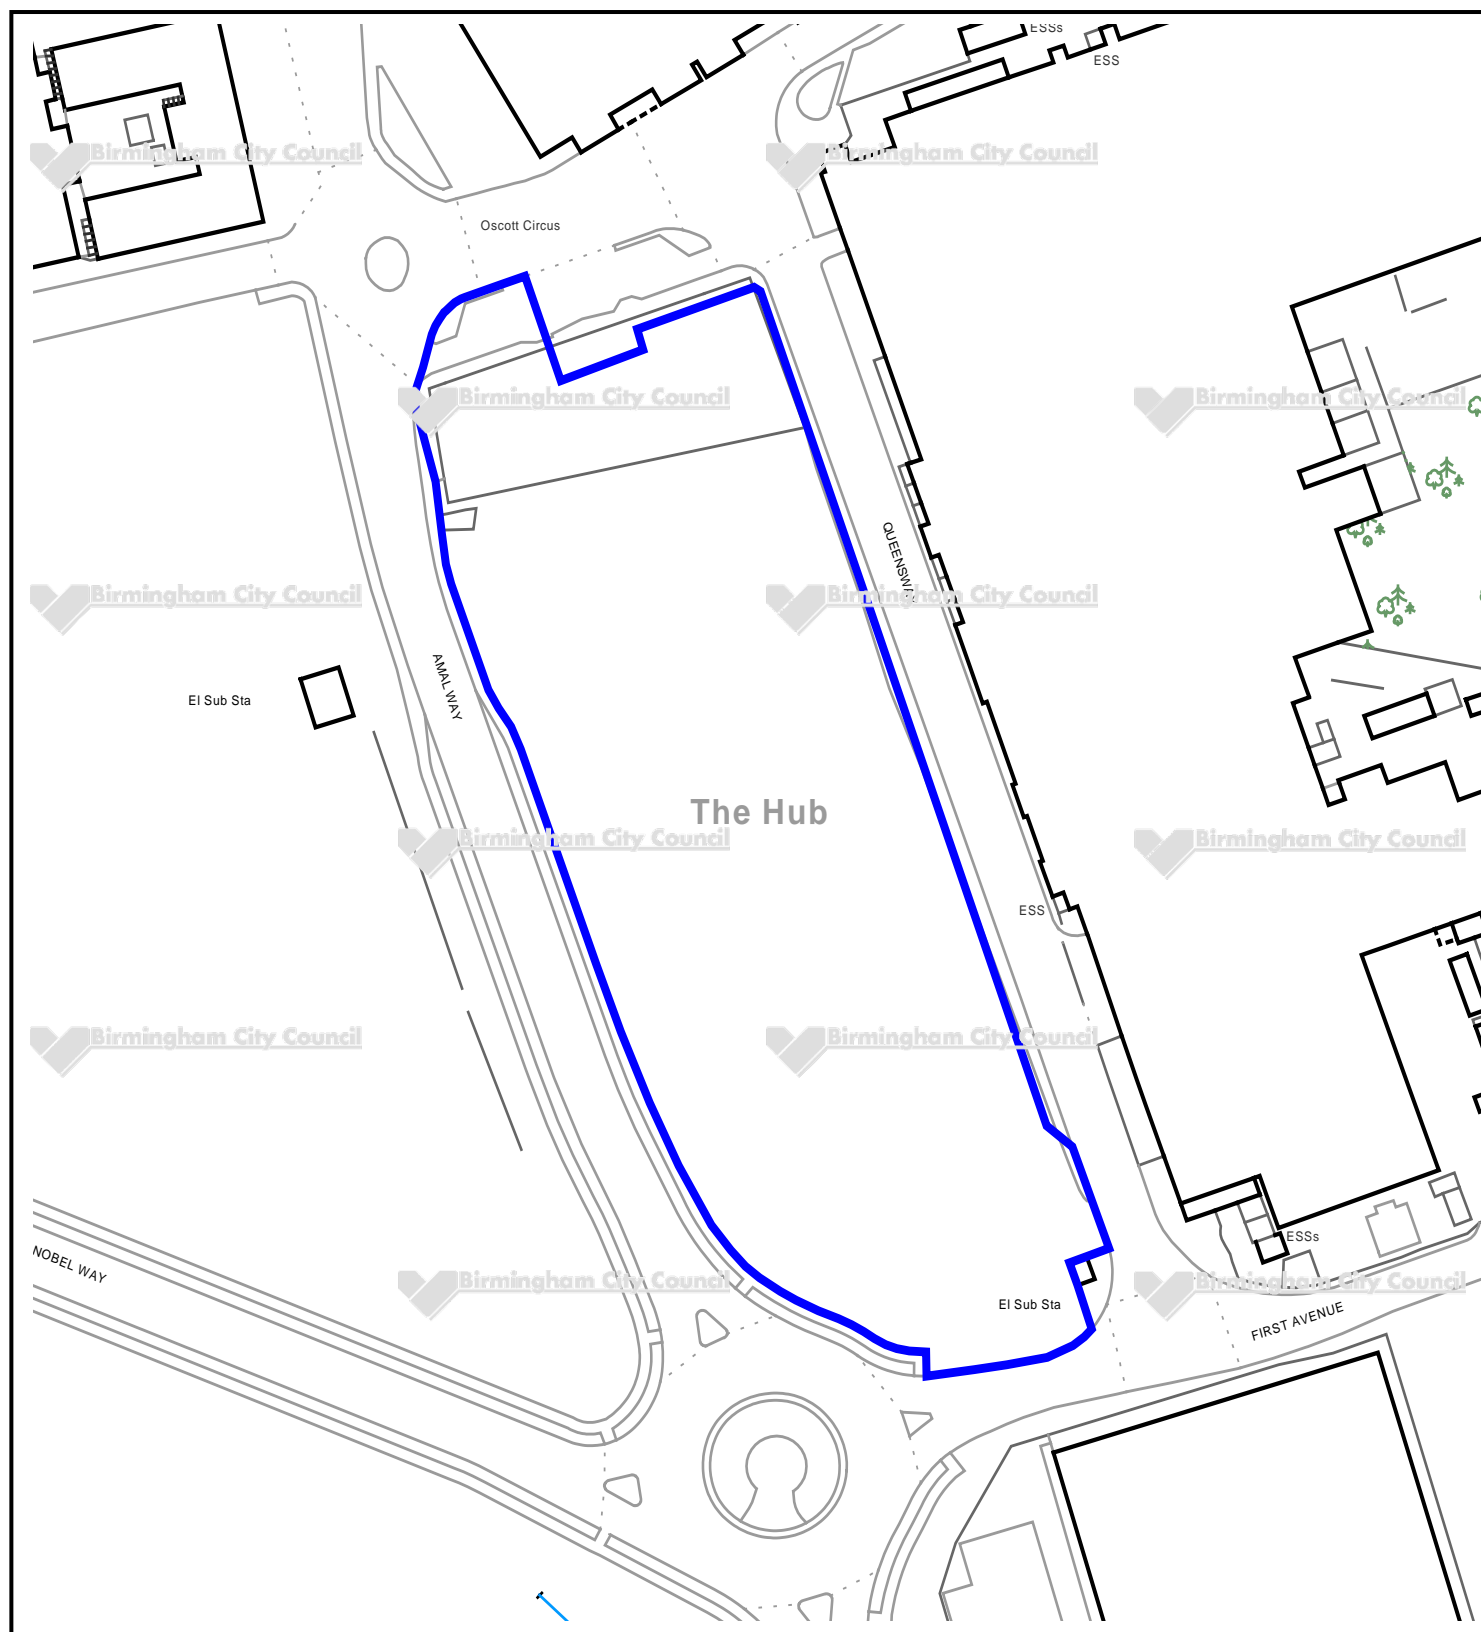 ESSs
ESS
Birmingham City Council
Birmingham City Council
Oscott Circus
Birmingham City Council
Birmingham City Council
QUEENSWAY
Birmingham City Council
Birmingham City Council
AMAL WAY
El Sub Sta
The Hub
Birmingham City Council
Birmingham City Council
ESS
Birmingham City Council
Birmingham City Council
ESSs
NOBEL WAY
Birmingham City Council
Birmingham City Council
El Sub Sta
FIRST AVENUE